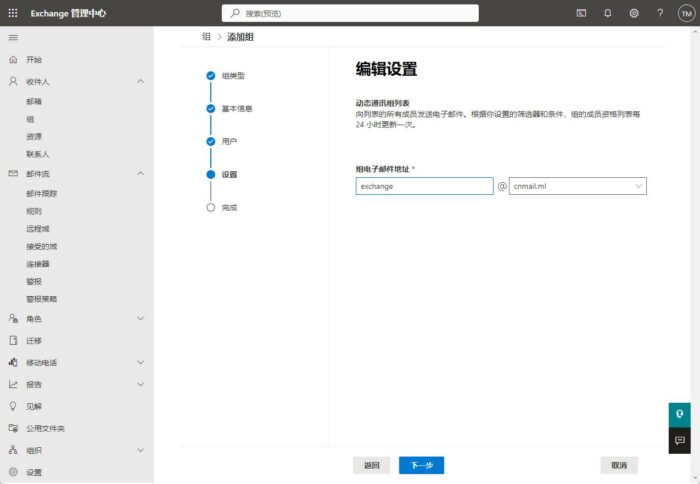 Exchange 管理中心
搜索(预览)
TM
开始
收件人
邮箱
组
资源
联系人
邮件流
邮件跟踪
规则
远程域
接受的域
连接器
警报
警报策略
角色
迁移
移动电话
报告
见解
公用文件夹
组织
设置
组 > 添加组
组类型
基本信息
用户
设置
完成
编辑设置
动态通讯组列表
向列表的所有成员发送电子邮件。根据你设置的筛选器和条件，组的成员资格列表每
24 小时更新一次。
组电子邮件地址 *
exchange @ cnmail.ml
返回 下一步 取消